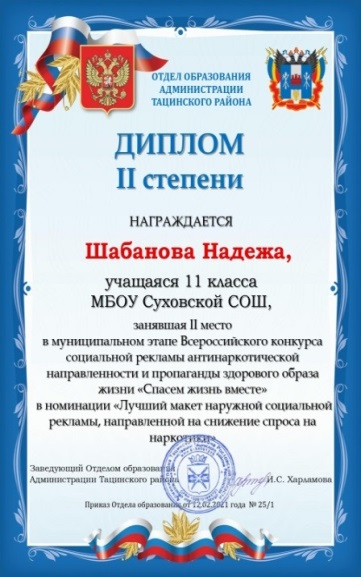 ОТДЕЛ ОБРАЗОВАНИЯ
АДМИНИСТРАЦИИ
ТАЦИНСКОГО РАЙОНА
ДИПЛОМ
II степени
НАГРАЖДАЕТСЯ
Шабанова Надежа,
учащаяся 11 класса
МБОУ Суховской СОШ,
занявшая II место
в муниципальном этапе Всероссийского конкурса
социальной рекламы антинаркотической
направленности и пропаганды здорового образа
жизни «Спасем жизнь вместе»
в номинации «Лучший макет наружной социальной
рекламы, направленной на снижение спроса на
наркотики»
Заведующий Отделом образования
Администрации Тацинского района И.С. Харламова
Приказ Отдела образования от 12.02.2021 года № 25/1